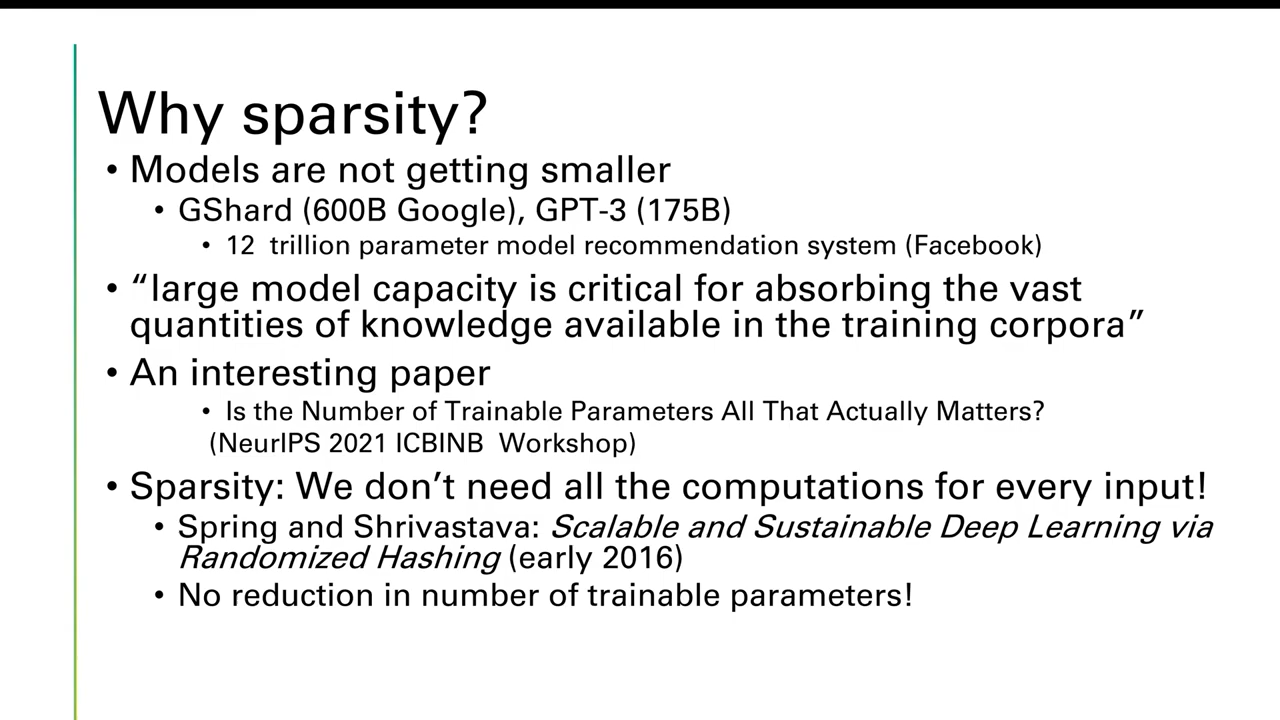 Why sparsity?
• Models are not getting smaller
• GShard (600B Google), GPT-3 (175B)
• 12 trillion parameter model recommendation system (Facebook)
• “large model capacity is critical for absorbing the vast
quantities of knowledge available in the training corpora”
• An interesting paper
• Is the Number of Trainable Parameters All That Actually Matters?
(NeurIPS 2021 ICBINB Workshop)
• Sparsity: We don’t need all the computations for every input!
• Spring and Shrivastava: Scalable and Sustainable Deep Learning via
Randomized Hashing (early 2016)
• No reduction in number of trainable parameters!